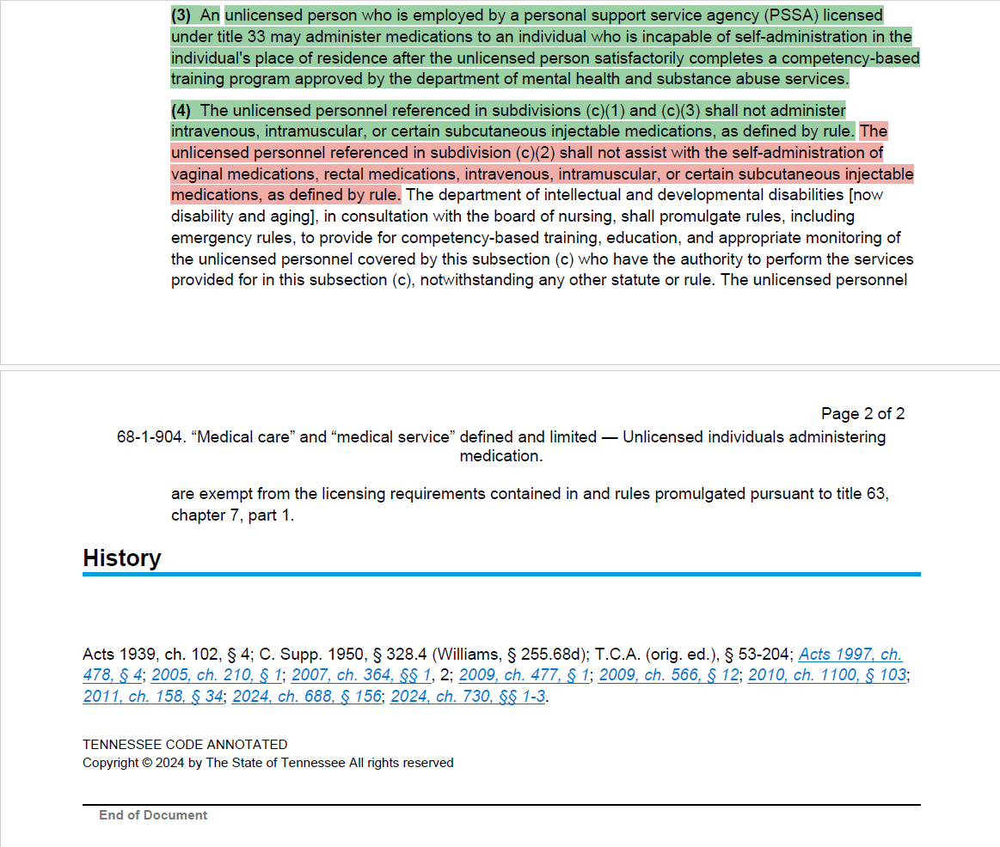 (3) An unlicensed person who is employed by a personal support service agency (PSSA) licensed
under title 33 may administer medications to an individual who is incapable of self-administration in the
individual's place of residence after the unlicensed person satisfactorily completes a competency-based
training program approved by the department of mental health and substance abuse services.
(4) The unlicensed personnel referenced in subdivisions (c)(1) and (c)(3) shall not administer
intravenous, intramuscular, or certain subcutaneous injectable medications, as defined by rule. The
unlicensed personnel referenced in subdivision (c)(2) shall not assist with the self-administration of
vaginal medications, rectal medications, intravenous, intramuscular, or certain subcutaneous injectable
medications, as defined by rule. The department of intellectual and developmental disabilities [now
disability and aging], in consultation with the board of nursing, shall promulgate rules, including
emergency rules, to provide for competency-based training, education, and appropriate monitoring of
the unlicensed personnel covered by this subsection (c) who have the authority to perform the services
provided for in this subsection (c), notwithstanding any other statute or rule. The unlicensed personnel
Page 2 of 2
68-1-904. “Medical care” and “medical service” defined and limited — Unlicensed individuals administering
medication.
are exempt from the licensing requirements contained in and rules promulgated pursuant to title 63,
chapter 7, part 1.
History
Acts 1939, ch. 102, § 4; C. Supp. 1950, § 328.4 (Williams, § 255.68d); T.C.A. (orig. ed.), § 53-204; Acts 1997, ch.
478, § 4; 2005, ch. 210, § 1; 2007, ch. 364, §§ 1, 2; 2009, ch. 477, § 1; 2009, ch. 566, § 12; 2010, ch. 1100, § 103;
2011, ch. 158, § 34; 2024, ch. 688, § 156; 2024, ch. 730, §§ 1-3.
TENNESSEE CODE ANNOTATED
Copyright © 2024 by The State of Tennessee All rights reserved
End of Document